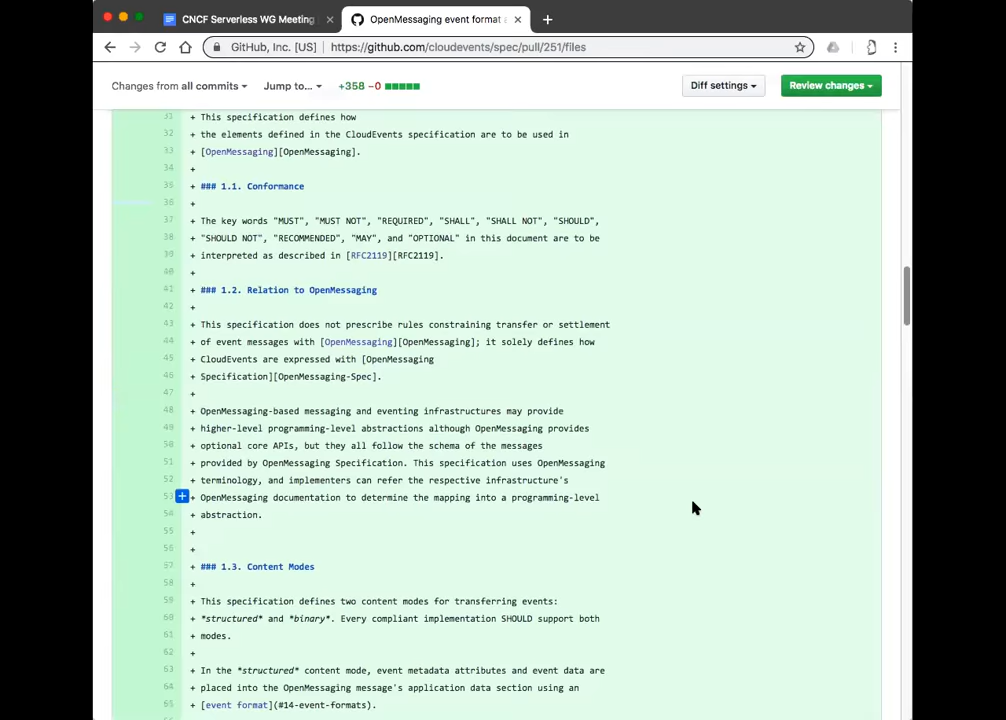 CNCF Serverless WG Meeting
OpenMessaging event format a
GitHub, Inc. [US] | https://github.com/cloudevents/spec/pull/251/files
Changes from all commits Jump to... +358 −0 Diff settings Review changes
31 + This specification defines how
32 + the elements defined in the CloudEvents specification are to be used in
33 + [OpenMessaging][OpenMessaging].
34 +
35 + ### 1.1. Conformance
36 +
37 + The key words "MUST", "MUST NOT", "REQUIRED", "SHALL", "SHALL NOT", "SHOULD",
38 + "SHOULD NOT", "RECOMMENDED", "MAY", and "OPTIONAL" in this document are to be
39 + interpreted as described in [RFC2119][RFC2119].
40 +
41 + ### 1.2. Relation to OpenMessaging
42 +
43 + This specification does not prescribe rules constraining transfer or settlement
44 + of event messages with [OpenMessaging][OpenMessaging]; it solely defines how
45 + CloudEvents are expressed with [OpenMessaging
46 + Specification][OpenMessaging-Spec].
47 +
48 + OpenMessaging-based messaging and eventing infrastructures may provide
49 + higher-level programming-level abstractions although OpenMessaging provides
50 + optional core APIs, but they all follow the schema of the messages
51 + provided by OpenMessaging Specification. This specification uses OpenMessaging
52 + terminology, and implementers can refer the respective infrastructure's
53 + OpenMessaging documentation to determine the mapping into a programming-level
54 + abstraction.
55 +
56 +
57 + ### 1.3. Content Modes
58 +
59 + This specification defines two content modes for transferring events:
60 + *structured* and *binary*. Every compliant implementation SHOULD support both
61 + modes.
62 +
63 + In the *structured* content mode, event metadata attributes and event data are
64 + placed into the OpenMessaging message's application data section using an
65 + [event format](#14-event-formats).